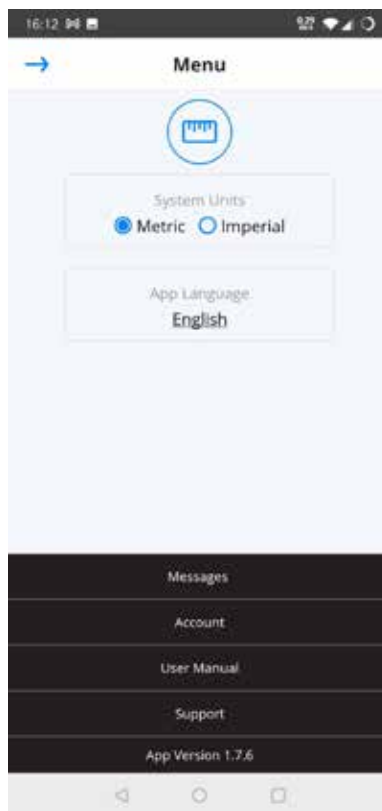 16:12
Menu
System Units
Metric Imperial
App Language
English
Messages
Account
User Manual
Support
App Version 1.7.6